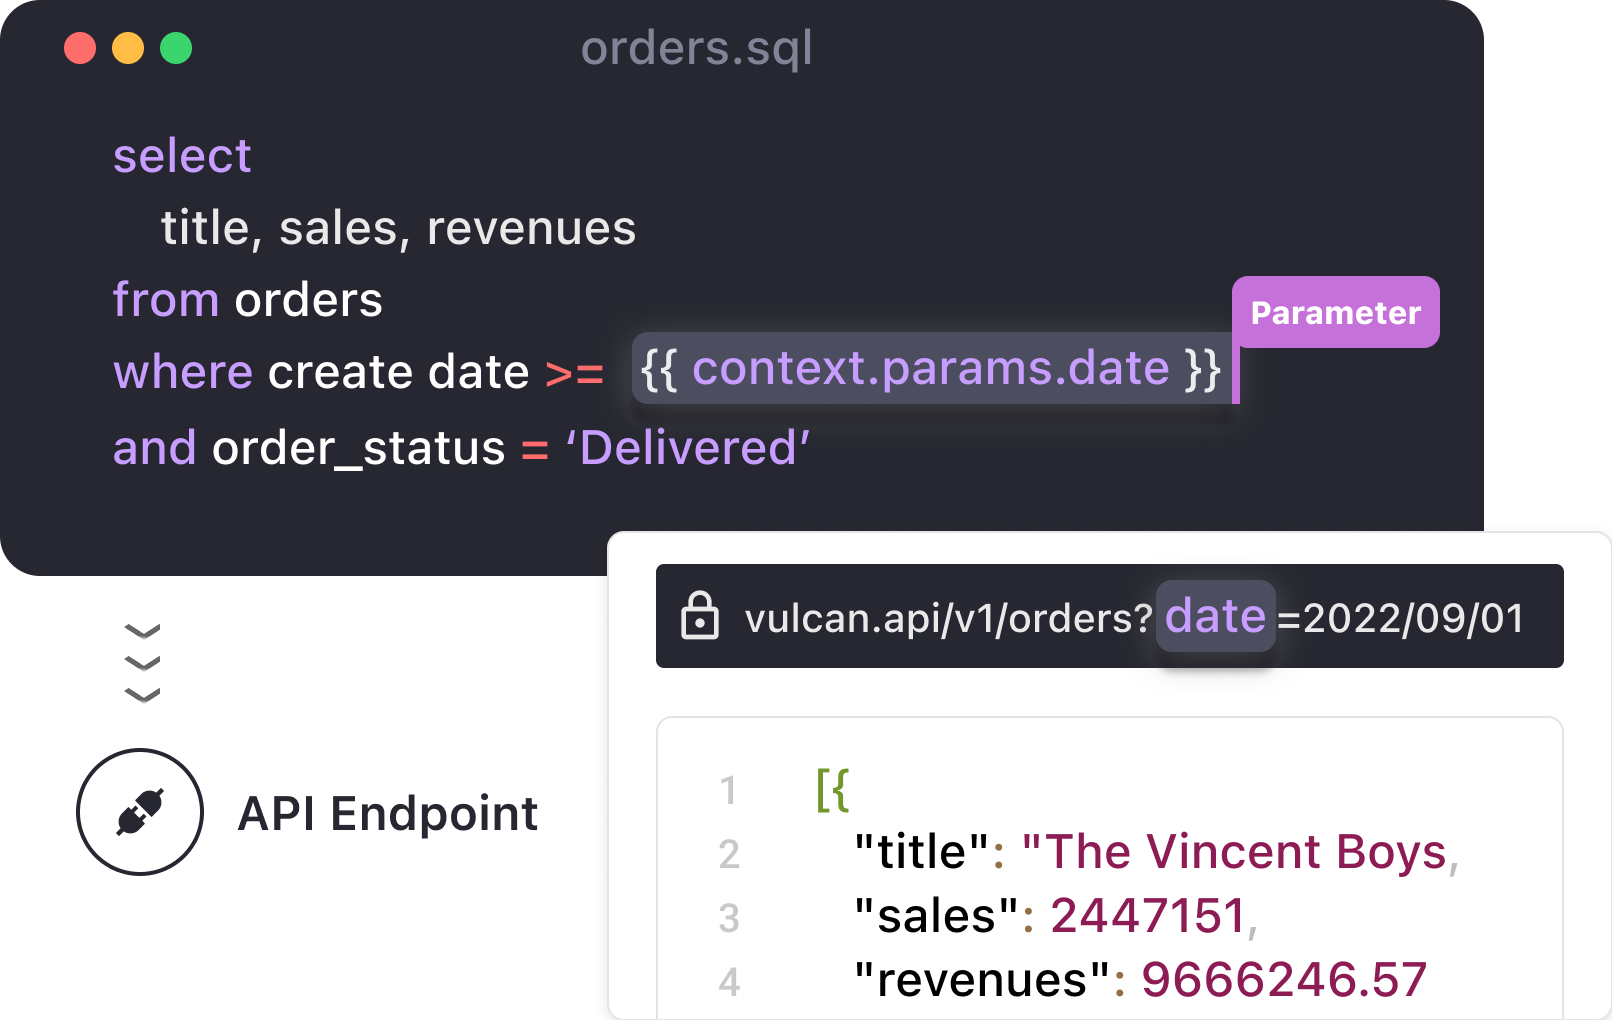 orders.sql
select
title, sales, revenues
from orders
Parameter
where create date >= {{ context.params.date }}
and order_status = ‘Delivered’
vulcan.api/v1/orders?date=2022/09/01
API Endpoint
1 [{
2 "title": "The Vincent Boys,
3 "sales": 2447151,
4 "revenues": 9666246.57